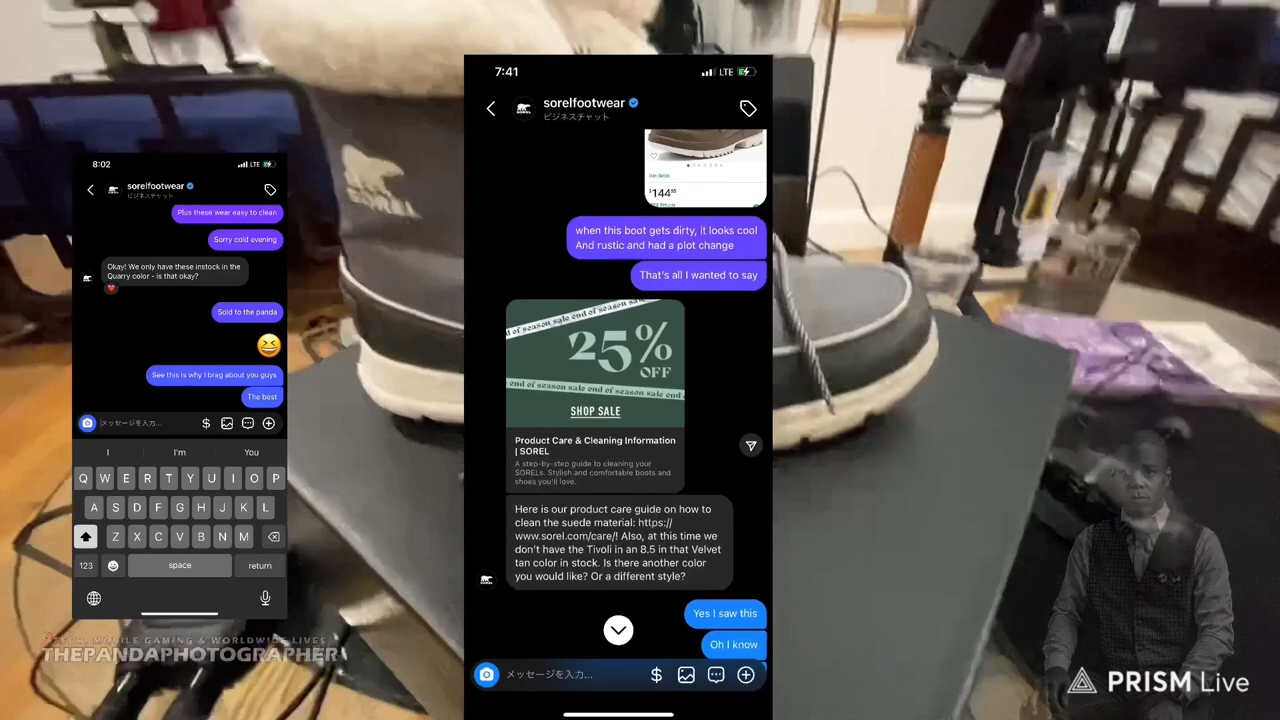 8:02
LTE
sorelfootwear
ビジネスチャット
Plus these wear easy to clean
Sorry cold evening
Okay! We only have these instock in the
Quarry color - is that okay?
Sold to the panda
See this is why I brag about you guys
The best
メッセージを入力...
$
I I'm You
Q W E R T Y U I O P
A S D F G H J K L
Z X C V B N M
123 space return
TECH, MOBILE GAMING & WORLDWIDE LIVES
THEPANDAPHOTOGRAPHER
SOREL
7:41
LTE
sorelfootwear
ビジネスチャット
SOREL
$144⁹⁵
when this boot gets dirty, it looks cool
And rustic and had a plot change
That's all I wanted to say
end of season sale end of season sale
25%
OFF
end of season sale end of season sale
SHOP SALE
Product Care & Cleaning Information
| SOREL
A step-by-step guide to cleaning your
SORELs. Stylish and comfortable boots and
shoes you'll love.
Here is our product care guide on how to
clean the suede material: https://
www.sorel.com/care/! Also, at this time we
don't have the Tivoli in an 8.5 in that Velvet
tan color in stock. Is there another color
you would like? Or a different style?
Yes I saw this
Oh I know
メッセージを入力...
$
PRISM Live